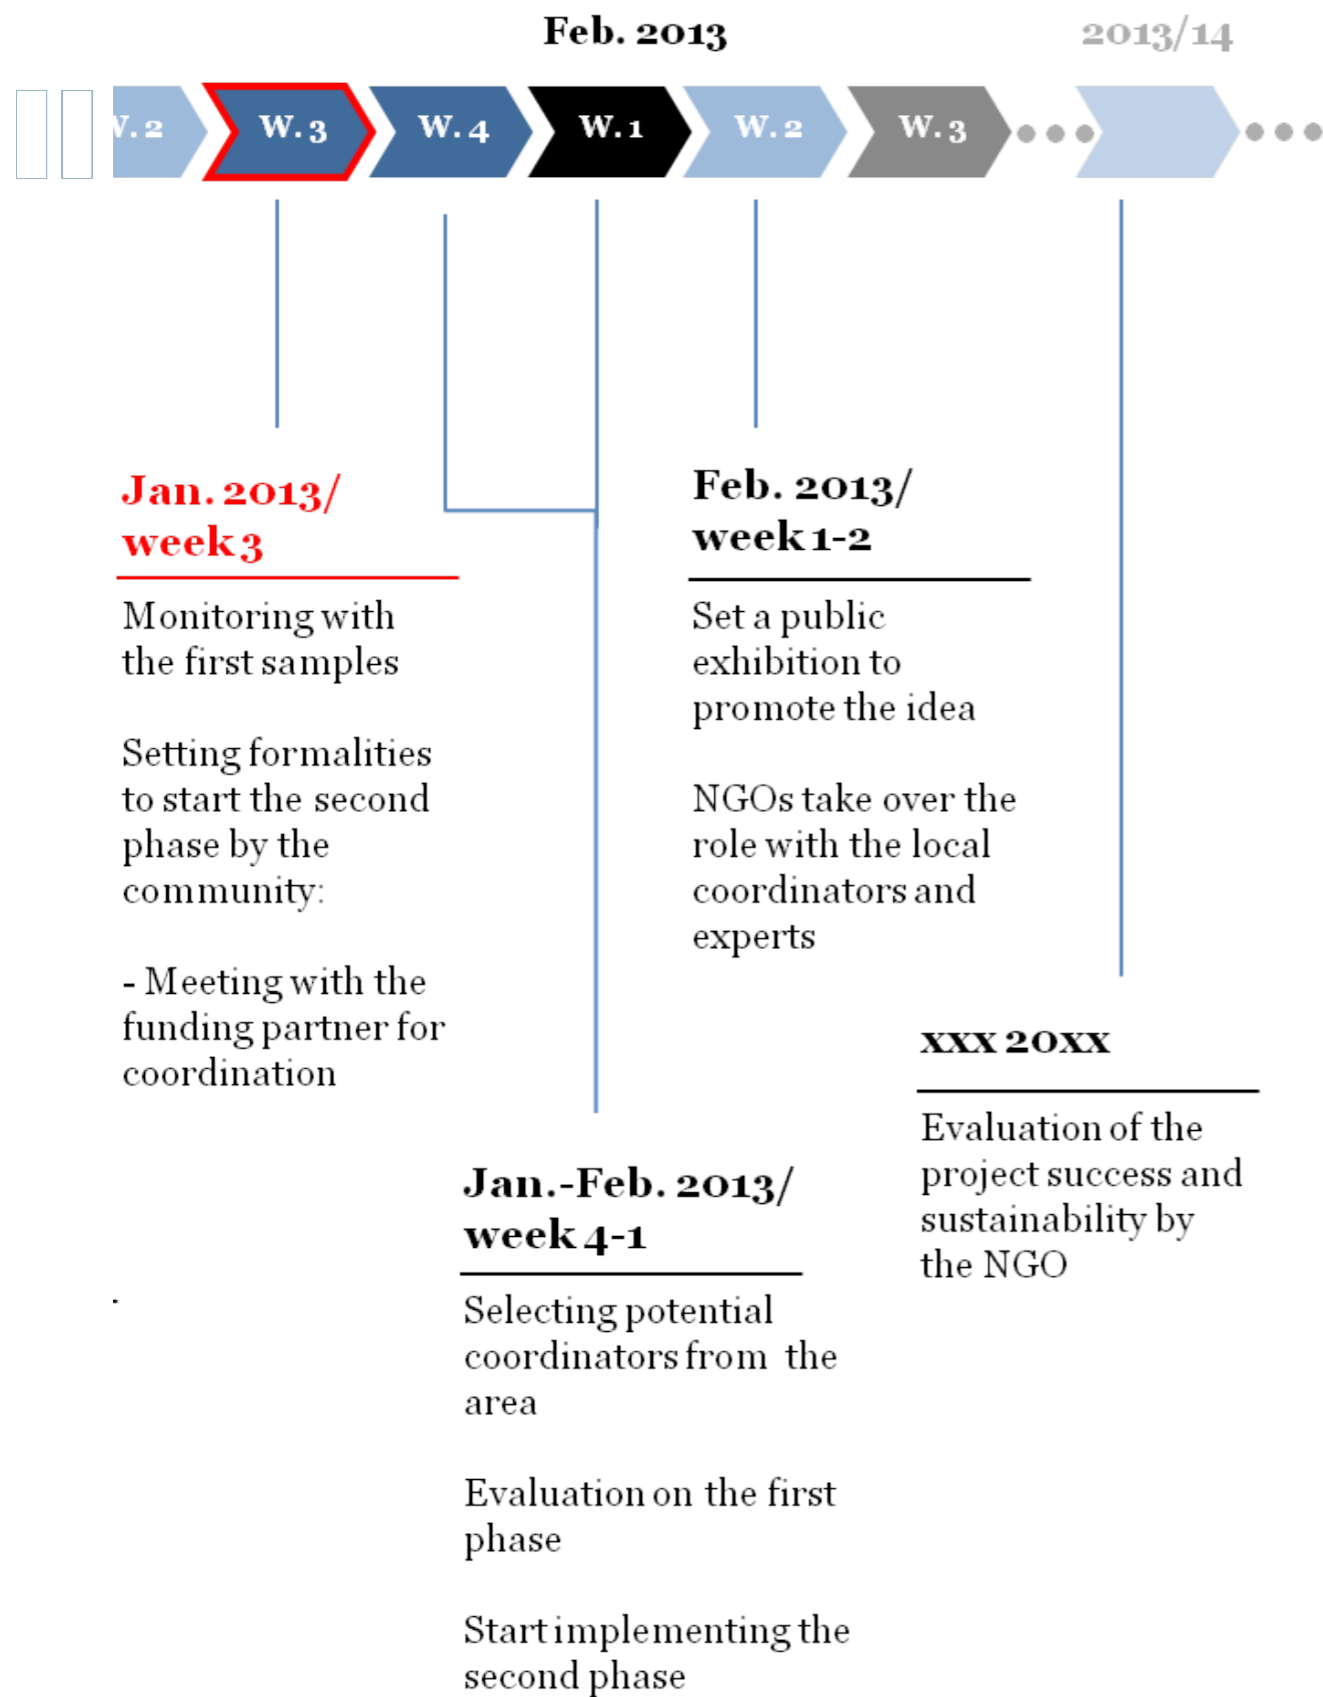 Feb. 2013
2013/14
W. 2
W. 3
W. 4
W. 1
W. 2
W. 3
Jan. 2013/
week 3
Monitoring with
the first samples
Setting formalities
to start the second
phase by the
community:
- Meeting with the
funding partner for
coordination
Feb. 2013/
week 1-2
Set a public
exhibition to
promote the idea
NGOs take over the
role with the local
coordinators and
experts
Jan.-Feb. 2013/
week 4-1
Selecting potential
coordinators from the
area
Evaluation on the first
phase
Start implementing the
second phase
xxx 20xx
Evaluation of the
project success and
sustainability by
the NGO